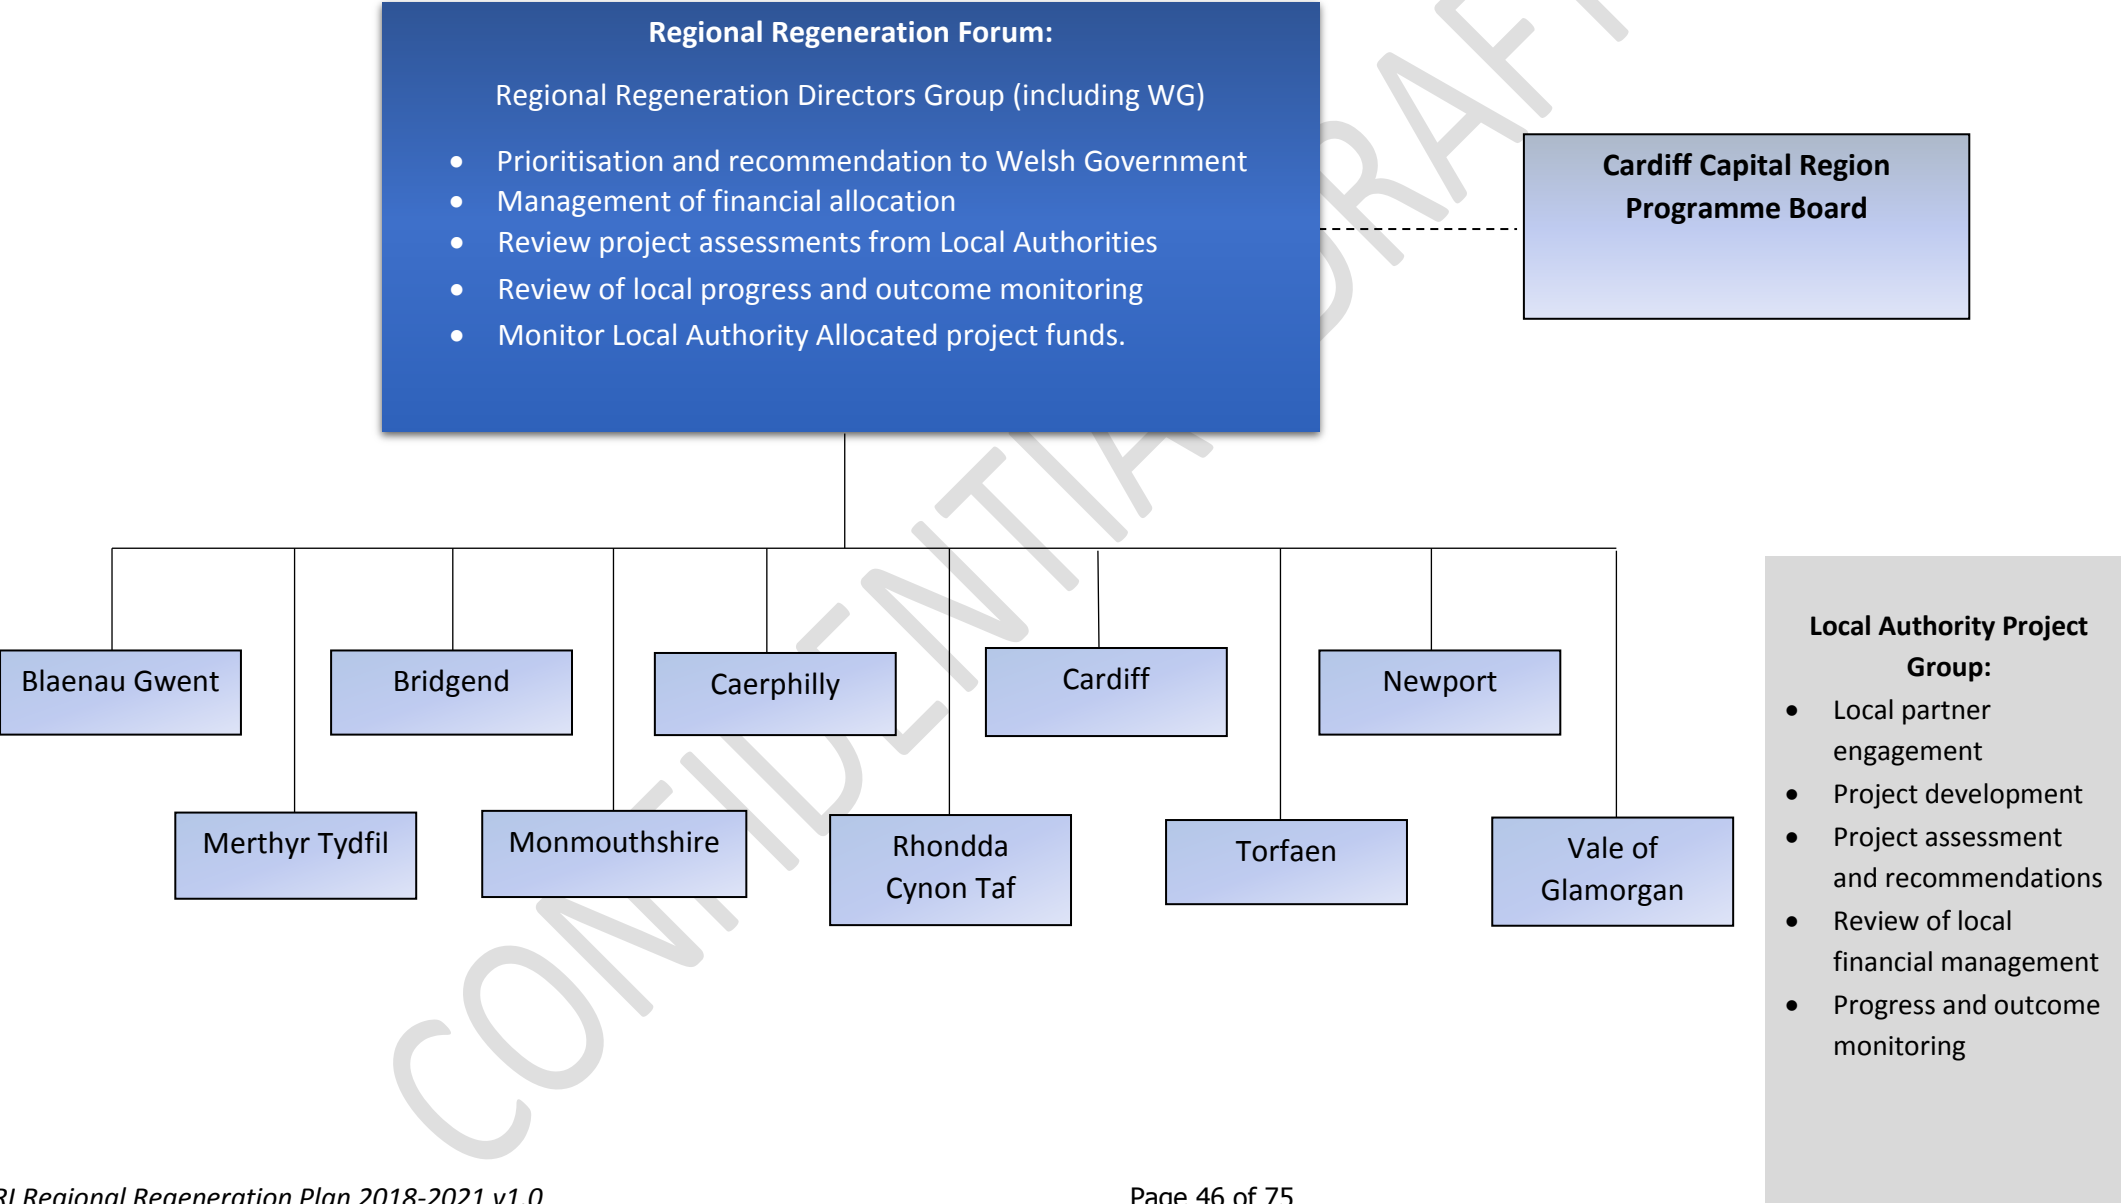 Regional Regeneration Forum:
Regional Regeneration Directors Group (including WG)
• Prioritisation and recommendation to Welsh Government
• Management of financial allocation
• Review project assessments from Local Authorities
• Review of local progress and outcome monitoring
• Monitor Local Authority Allocated project funds.
Cardiff Capital Region
Programme Board
Blaenau Gwent
Bridgend
Caerphilly
Cardiff
Newport
Merthyr Tydfil
Monmouthshire
Rhondda
Cynon Taf
Torfaen
Vale of
Glamorgan
Local Authority Project
Group:
• Local partner
engagement
• Project development
• Project assessment
and recommendations
• Review of local
financial management
• Progress and outcome
monitoring
CONFIDENTIAL DRAFT
RI Regional Regeneration Plan 2018-2021 v1.0
Page 46 of 75